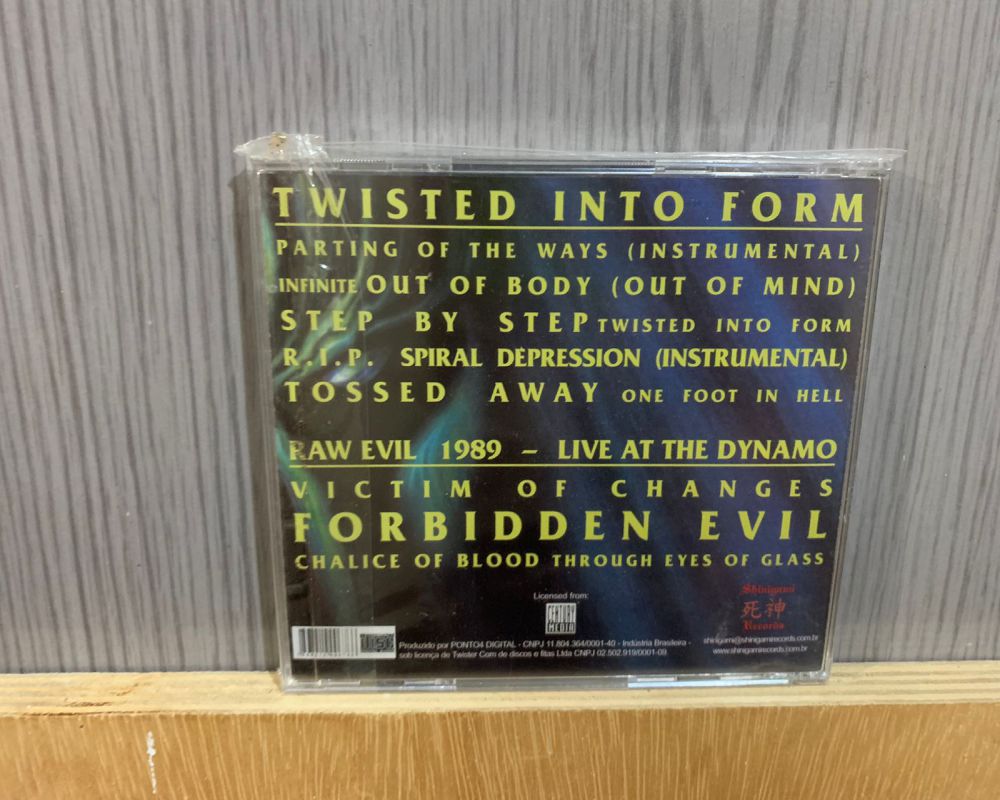 TWISTED INTO FORM
PARTING OF THE WAYS (INSTRUMENTAL)
INFINITE OUT OF BODY (OUT OF MIND)
STEP BY STEP TWISTED INTO FORM
R.I.P. SPIRAL DEPRESSION (INSTRUMENTAL)
TOSSED AWAY ONE FOOT IN HELL
RAW EVIL 1989 – LIVE AT THE DYNAMO
VICTIM OF CHANGES
FORBIDDEN EVIL
CHALICE OF BLOOD THROUGH EYES OF GLASS
Licensed from:
CENTURY
MEDIA
Shinigami
死神
Records
Produzido por PONTO4 DIGITAL - CNPJ 11.804.364/0001-40 - Indústria Brasileira -
sob licença de Twister Com de discos e fitas Ltda CNPJ 02.502.919/0001-09.
shinigami@shinigamirecords.com.br
www.shinigamirecords.com.br